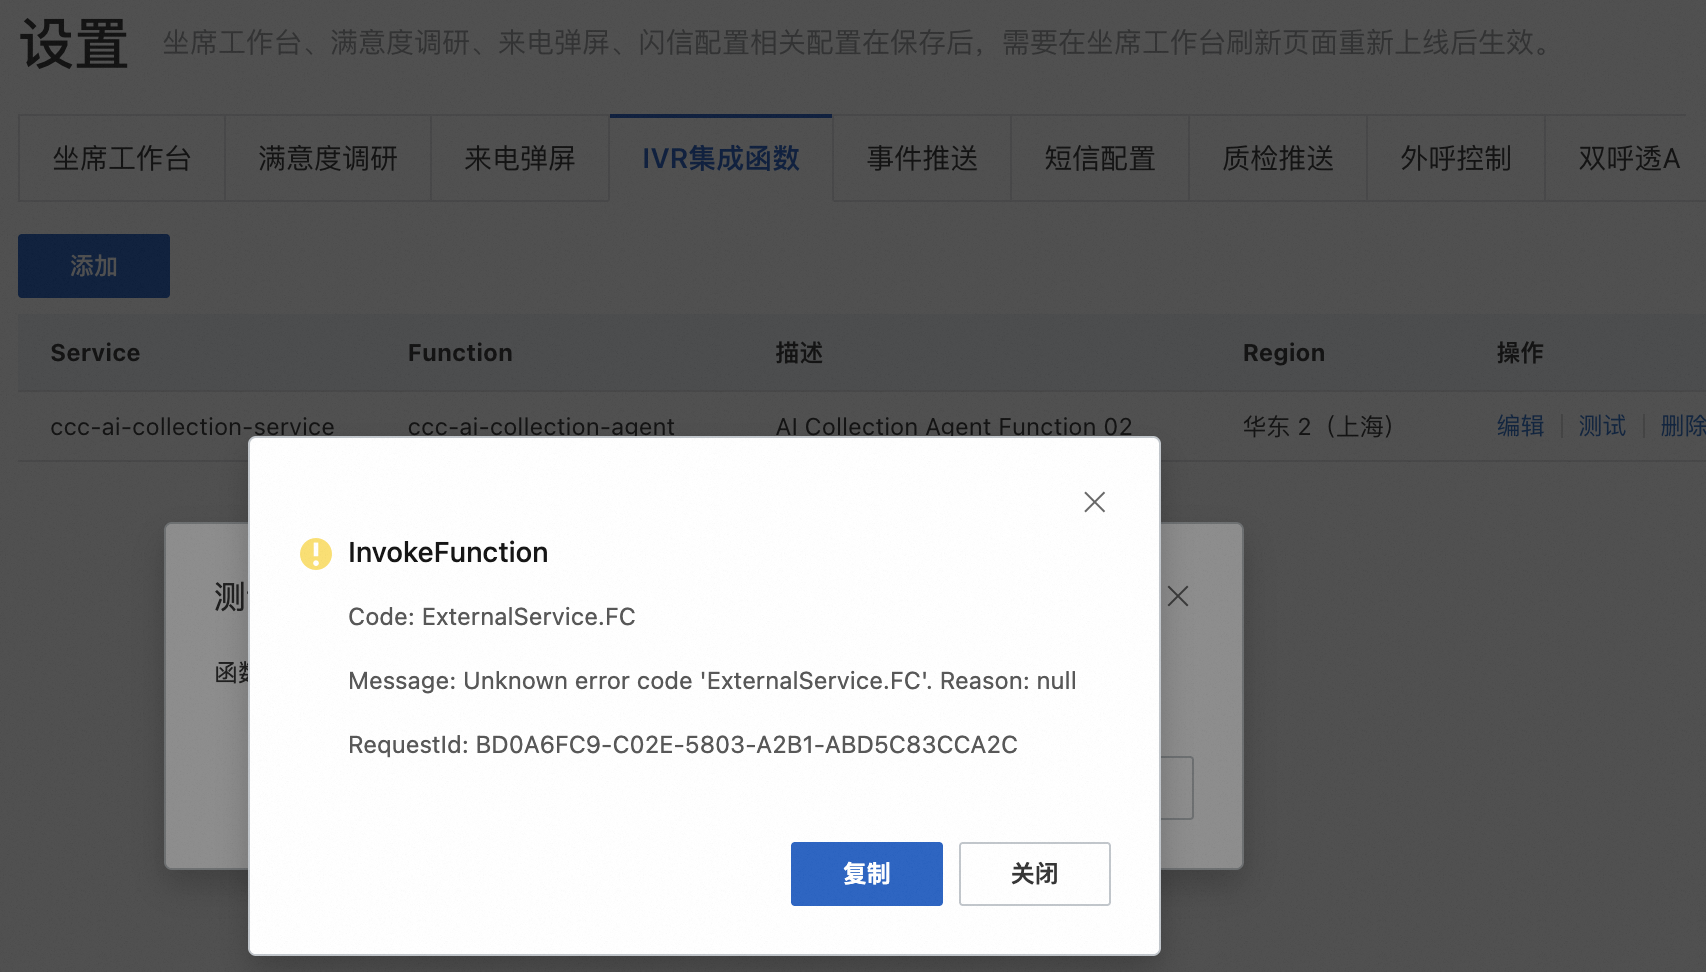 设置 坐席工作台、满意度调研、来电弹屏、闪信配置相关配置在保存后，需要在坐席工作台刷新页面重新上线后生效。
坐席工作台 满意度调研 来电弹屏 IVR集成函数 事件推送 短信配置 质检推送 外呼控制 双呼透A
添加
Service Function 描述 Region 操作
ccc-ai-collection-service ccc-ai-collection-agent AI Collection Agent Function 02 华东 2（上海） 编辑 测试 删除
测
函数
InvokeFunction
Code: ExternalService.FC
Message: Unknown error code 'ExternalService.FC'. Reason: null
RequestId: BD0A6FC9-C02E-5803-A2B1-ABD5C83CCA2C
复制 关闭